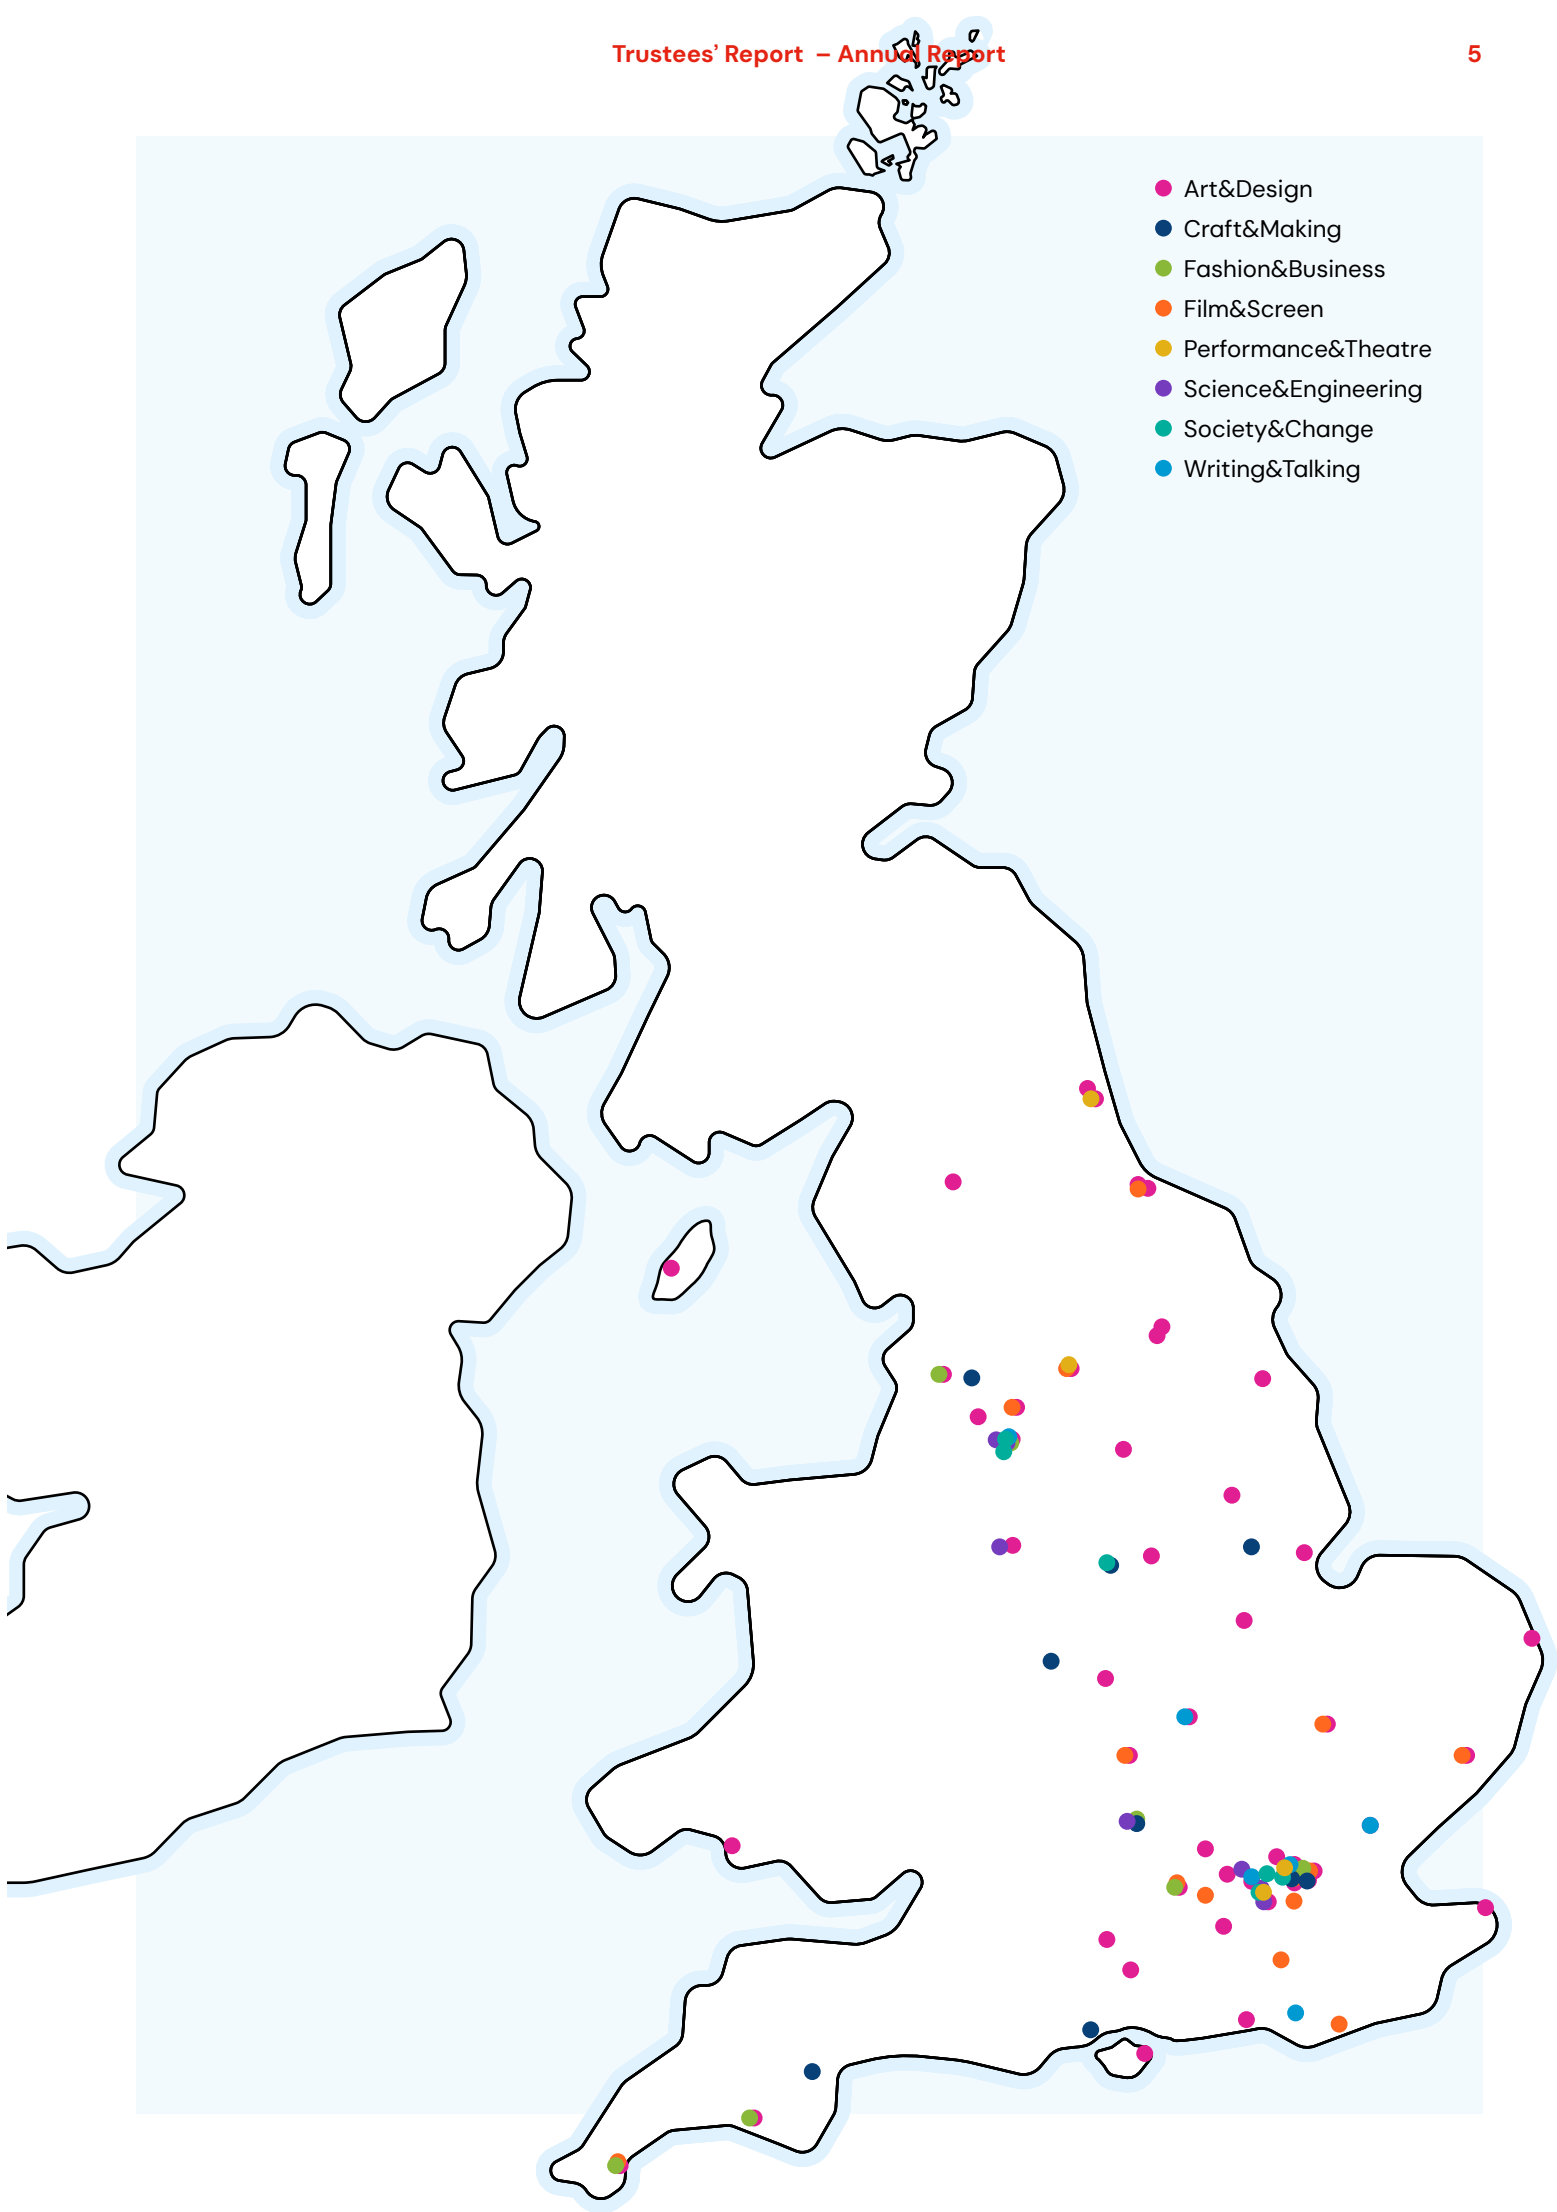 Trustees’ Report – Annual Report 5
Art&Design
Craft&Making
Fashion&Business
Film&Screen
Performance&Theatre
Science&Engineering
Society&Change
Writing&Talking